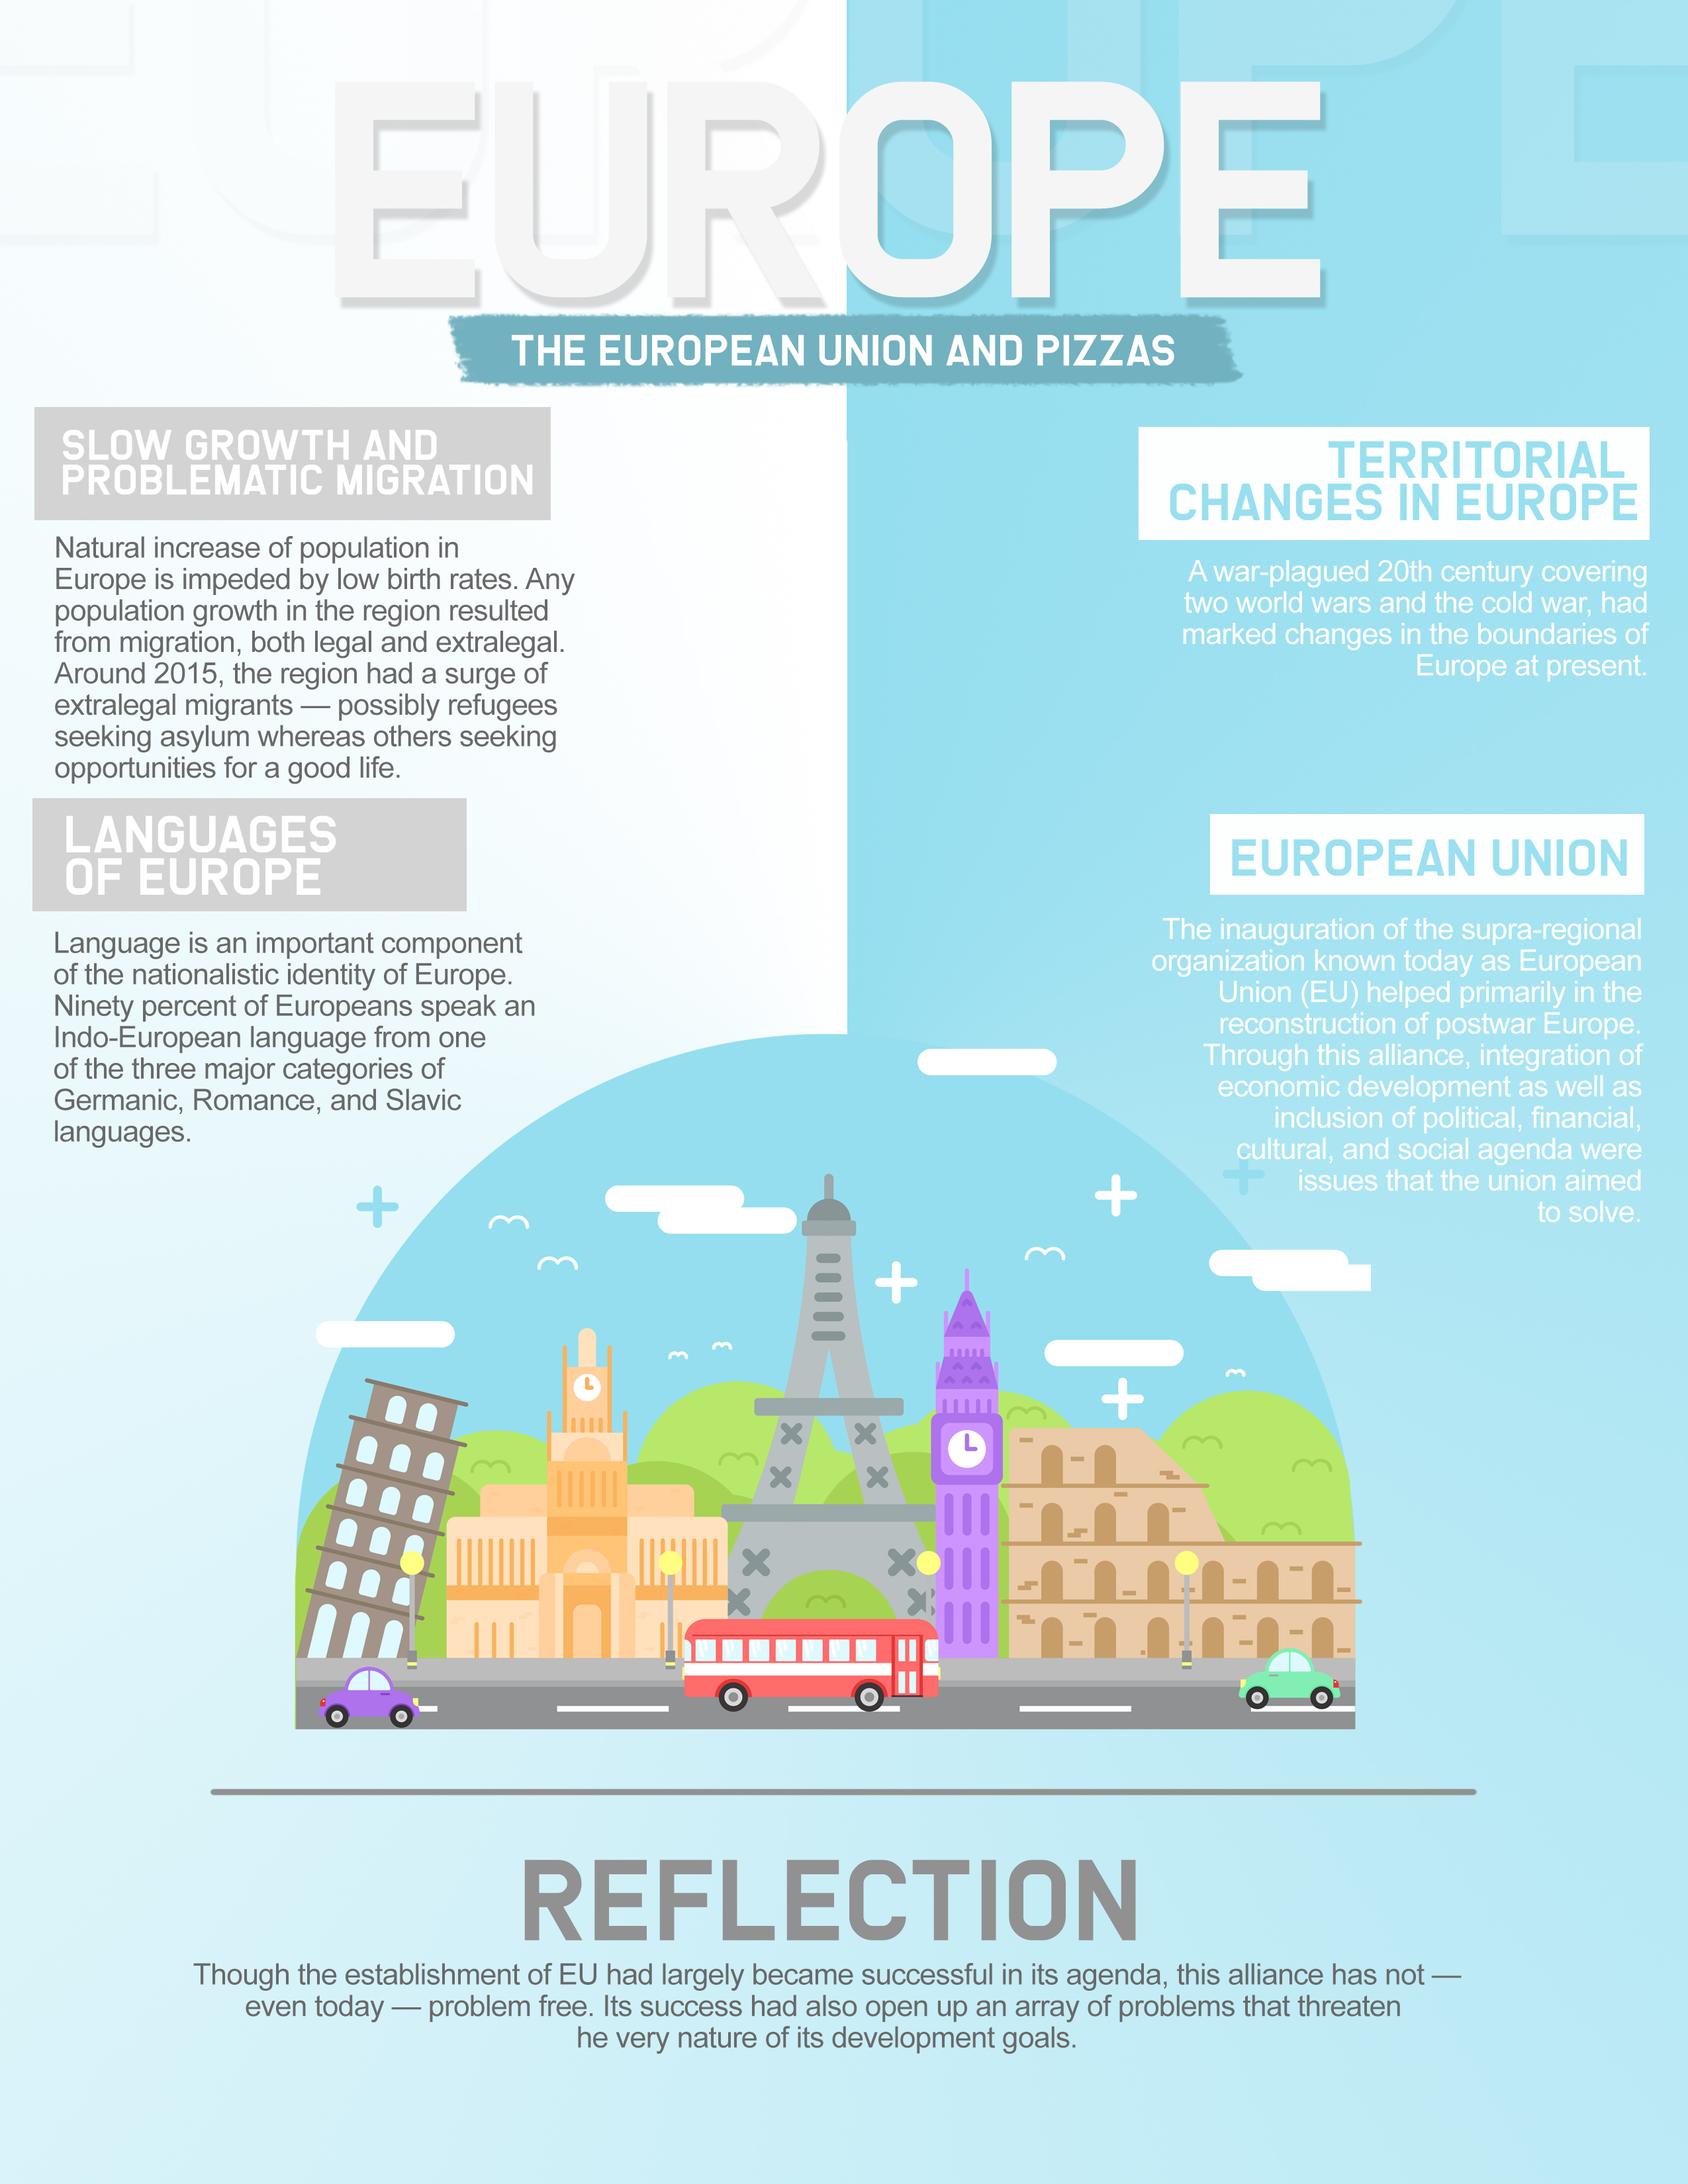 EUROPE
EUROPE
THE EUROPEAN UNION AND PIZZAS
SLOW GROWTH AND
PROBLEMATIC MIGRATION
Natural increase of population in
Europe is impeded by low birth rates. Any
population growth in the region resulted
from migration, both legal and extralegal.
Around 2015, the region had a surge of
extralegal migrants — possibly refugees
seeking asylum whereas others seeking
opportunities for a good life.
LANGUAGES
OF EUROPE
Language is an important component
of the nationalistic identity of Europe.
Ninety percent of Europeans speak an
Indo-European language from one
of the three major categories of
Germanic, Romance, and Slavic
languages.
TERRITORIAL
CHANGES IN EUROPE
A war-plagued 20th century covering
two world wars and the cold war, had
marked changes in the boundaries of
Europe at present.
EUROPEAN UNION
The inauguration of the supra-regional
organization known today as European
Union (EU) helped primarily in the
reconstruction of postwar Europe.
Through this alliance, integration of
economic development as well as
inclusion of political, financial,
cultural, and social agenda were
issues that the union aimed
to solve.
REFLECTION
Though the establishment of EU had largely became successful in its agenda, this alliance has not —
even today — problem free. Its success had also open up an array of problems that threaten
he very nature of its development goals.